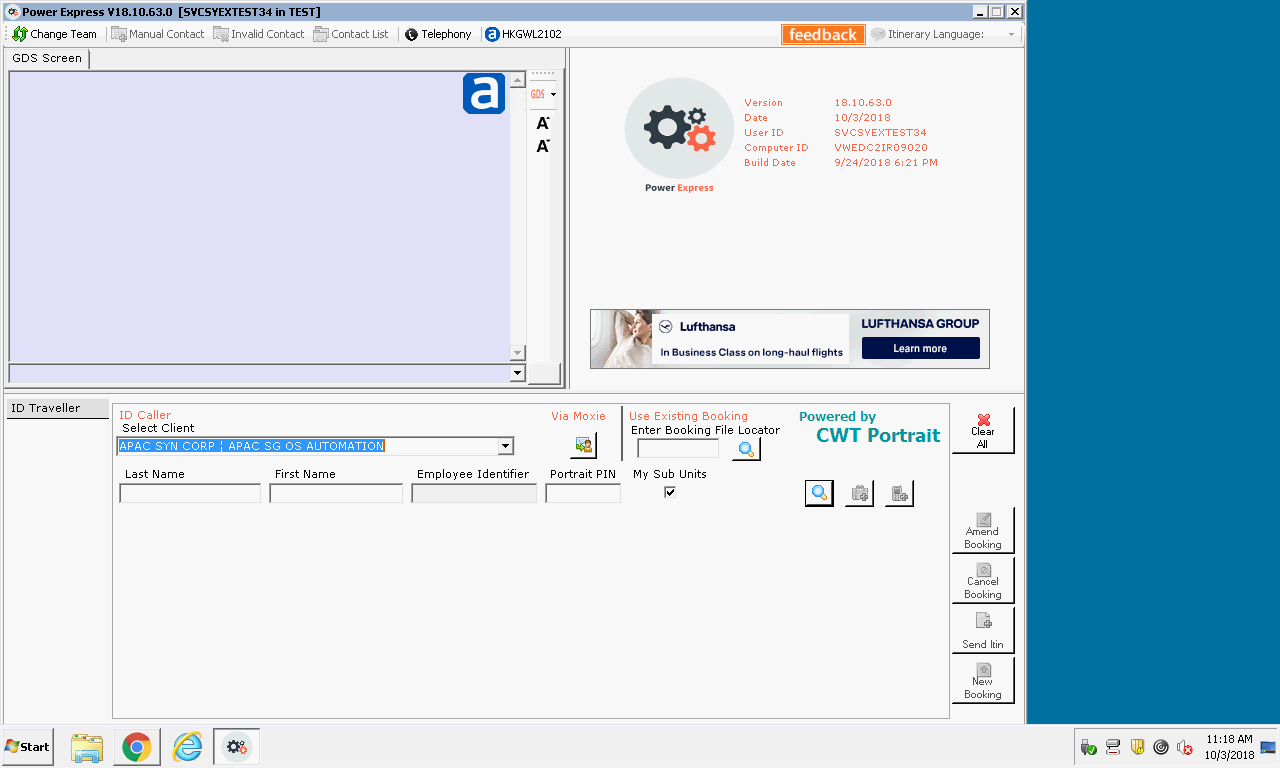 Power Express V18.10.63.0 [SVCSYEXTEST34 in TEST]
Change Team
Mark Contact
Invalid Contact
Contact List
Telephony
a HKGWL2102
feedback
Itinerary Language:
GDS Screen
a
GDS
A
A
Power Express
Version 18.10.63.0
Date 10/3/2018
User ID SVCSYEXTEST34
Computer ID VWEDC2IR09020
Build Date 9/24/2018 6:21 PM
Lufthansa
In Business Class on long-haul flights
LUFTHANSA GROUP
Learn more
ID Traveller
ID Caller
Via Moxie
Select Client
APAC SYN CORP ¦ APAC SG OS AUTOMATION
Use Existing Booking
Enter Booking File Locator
Powered by
CWT Portrait
Last Name
First Name
Employee Identifier
Portrait PIN
My Sub Units
Clear
All
Amend
Booking
Cancel
Booking
Send Itin
New
Booking
Start
11:18 AM
10/3/2018